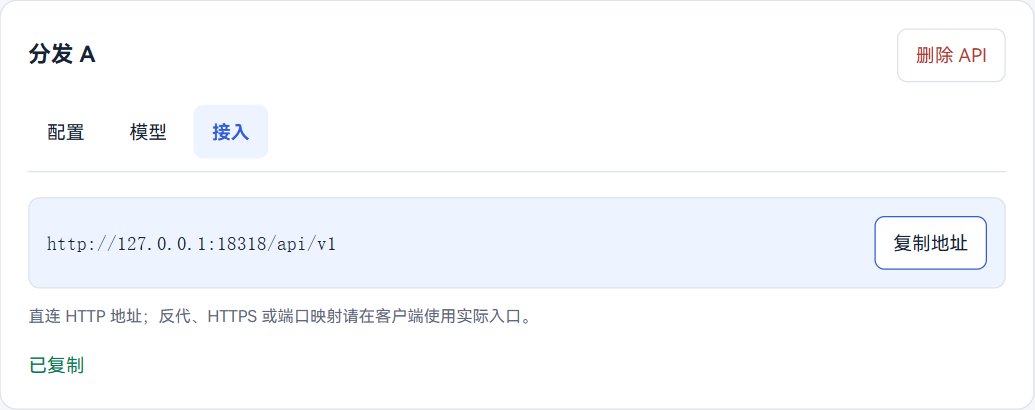 分发 A
删除 API
配置 模型 接入
http://127.0.0.1:18318/api/v1
复制地址
直连 HTTP 地址；反代、HTTPS 或端口映射请在客户端使用实际入口。
已复制